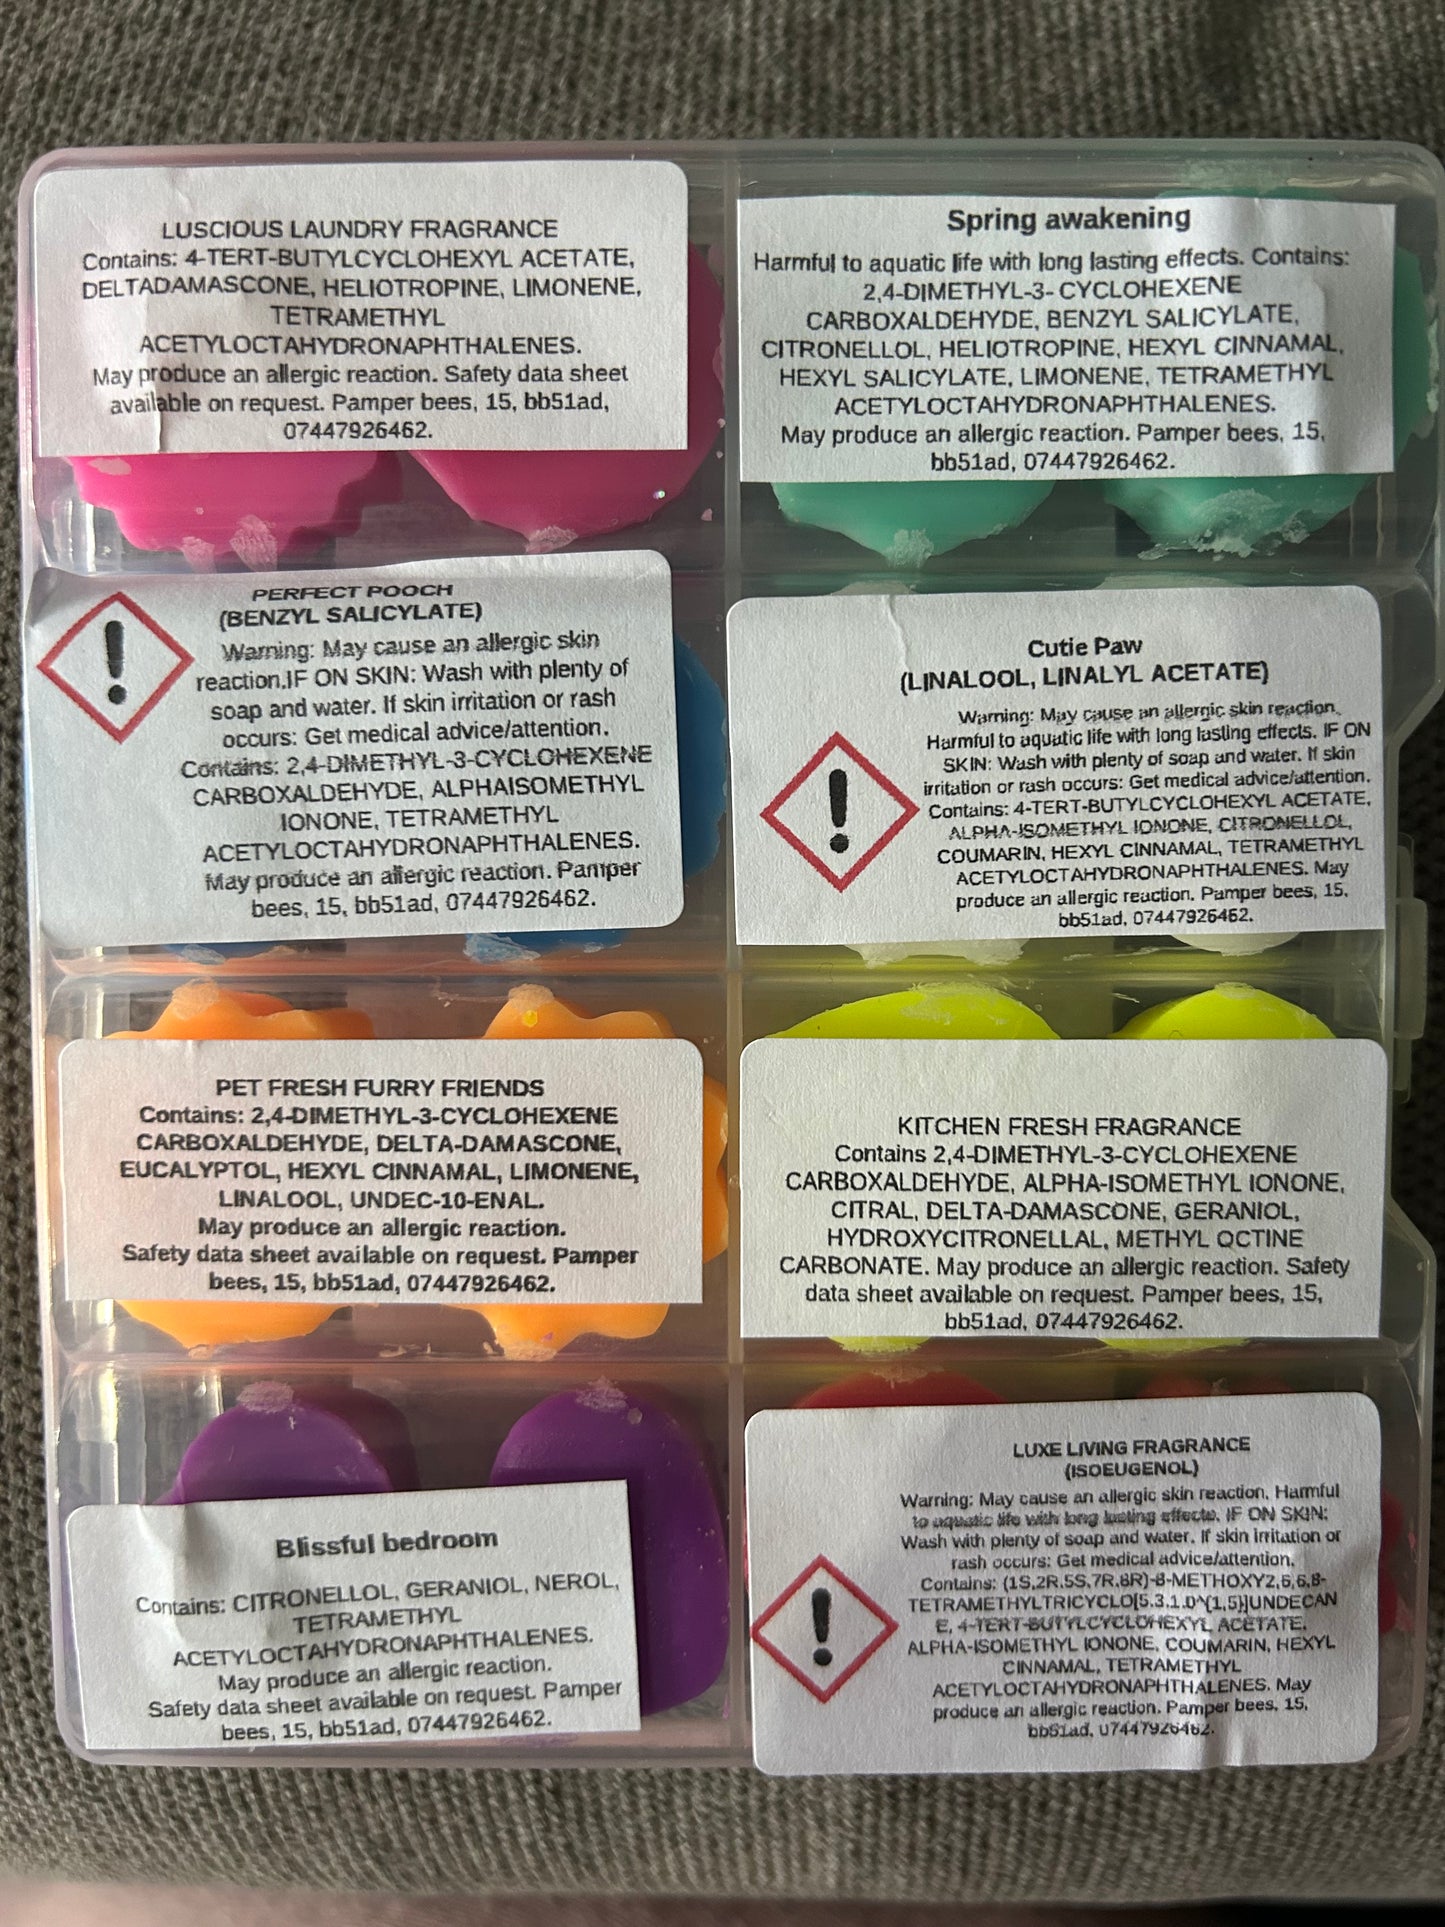 LUSCIOUS LAUNDRY FRAGRANCE
Contains: 4-TERT-BUTYLCYCLOHEXYL ACETATE,
DELTADAMASCONE, HELIOTROPINE, LIMONENE,
TETRAMETHYL
ACETYLOCTAHYDRONAPHTHALENES.
May produce an allergic reaction. Safety data sheet
available on request. Pamper bees, 15, bb51ad,
07447926462.
Spring awakening
Harmful to aquatic life with long lasting effects. Contains:
2,4-DIMETHYL-3- CYCLOHEXENE
CARBOXALDEHYDE, BENZYL SALICYLATE,
CITRONELLOL, HELIOTROPINE, HEXYL CINNAMAL,
HEXYL SALICYLATE, LIMONENE, TETRAMETHYL
ACETYLOCTAHYDRONAPHTHALENES.
May produce an allergic reaction. Pamper bees, 15,
bb51ad, 07447926462.
PERFECT POOCH
(BENZYL SALICYLATE)
Warning: May cause an allergic skin
reaction.IF ON SKIN: Wash with plenty of
soap and water. If skin irritation or rash
occurs: Get medical advice/attention.
Contains: 2,4-DIMETHYL-3-CYCLOHEXENE
CARBOXALDEHYDE, ALPHAISOMETHYL
IONONE, TETRAMETHYL
ACETYLOCTAHYDRONAPHTHALENES.
May produce an allergic reaction. Pamper
bees, 15, bb51ad, 07447926462.
Cutie Paw
(LINALOOL, LINALYL ACETATE)
Warning: May cause an allergic skin reaction.
Harmful to aquatic life with long lasting effects. IF ON
SKIN: Wash with plenty of soap and water. If skin
irritation or rash occurs: Get medical advice/attention.
Contains: 4-TERT-BUTYLCYCLOHEXYL ACETATE,
ALPHA-ISOMETHYL IONONE, CITRONELLOL,
COUMARIN, HEXYL CINNAMAL, TETRAMETHYL
ACETYLOCTAHYDRONAPHTHALENES. May
produce an allergic reaction. Pamper bees, 15,
bb51ad, 07447926462.
PET FRESH FURRY FRIENDS
Contains: 2,4-DIMETHYL-3-CYCLOHEXENE
CARBOXALDEHYDE, DELTA-DAMASCONE,
EUCALYPTOL, HEXYL CINNAMAL, LIMONENE,
LINALOOL, UNDEC-10-ENAL.
May produce an allergic reaction.
Safety data sheet available on request. Pamper
bees, 15, bb51ad, 07447926462.
KITCHEN FRESH FRAGRANCE
Contains 2,4-DIMETHYL-3-CYCLOHEXENE
CARBOXALDEHYDE, ALPHA-ISOMETHYL IONONE,
CITRAL, DELTA-DAMASCONE, GERANIOL,
HYDROXYCITRONELLAL, METHYL OCTINE
CARBONATE. May produce an allergic reaction. Safety
data sheet available on request. Pamper bees, 15,
bb51ad, 07447926462.
Blissful bedroom
Contains: CITRONELLOL, GERANIOL, NEROL,
TETRAMETHYL
ACETYLOCTAHYDRONAPHTHALENES.
May produce an allergic reaction.
Safety data sheet available on request. Pamper
bees, 15, bb51ad, 07447926462.
LUXE LIVING FRAGRANCE
(ISOEUGENOL)
Warning: May cause an allergic skin reaction. Harmful
to aquatic life with long lasting effects. IF ON SKIN:
Wash with plenty of soap and water. If skin irritation or
rash occurs: Get medical advice/attention.
Contains: (1S,2R,5S,7R,8R)-8-METHOXY2,6,6,8-
TETRAMETHYLTRICYCLO[5.3.1.0^{1,5}]UNDECAN
E, 4-TERT-BUTYLCYCLOHEXYL ACETATE,
ALPHA-ISOMETHYL IONONE, COUMARIN, HEXYL
CINNAMAL, TETRAMETHYL
ACETYLOCTAHYDRONAPHTHALENES. May
produce an allergic reaction. Pamper bees, 15,
bb51ad, 07447926462.